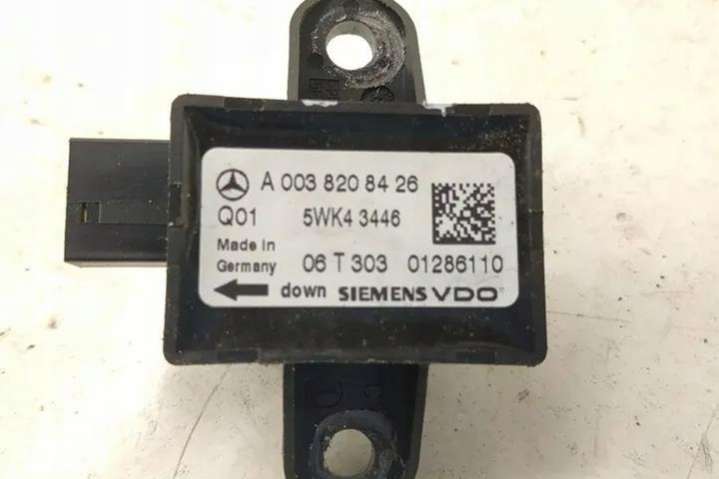 A 003 820 84 26
Q01 5WK4 3446
Made in
Germany 06 T 303 01286110
down SIEMENS VDO